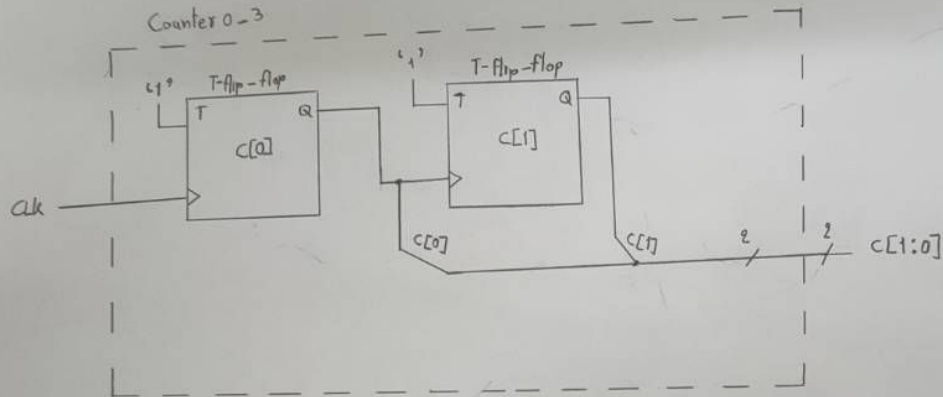 Counter 0-3
'1'
T-flip-flop
T
Q
C[0]
'1'
T-flip-flop
T
Q
C[1]
Clk
C[0]
C[1]
2
2
C[1:0]